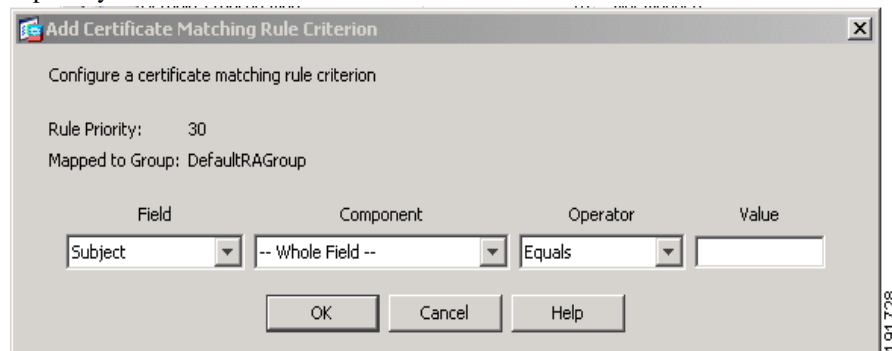 Add Certificate Matching Rule Criterion
Configure a certificate matching rule criterion
Rule Priority: 30
Mapped to Group: DefaultRAGroup
Field Component Operator Value
Subject -- Whole Field -- Equals
OK Cancel Help
191728